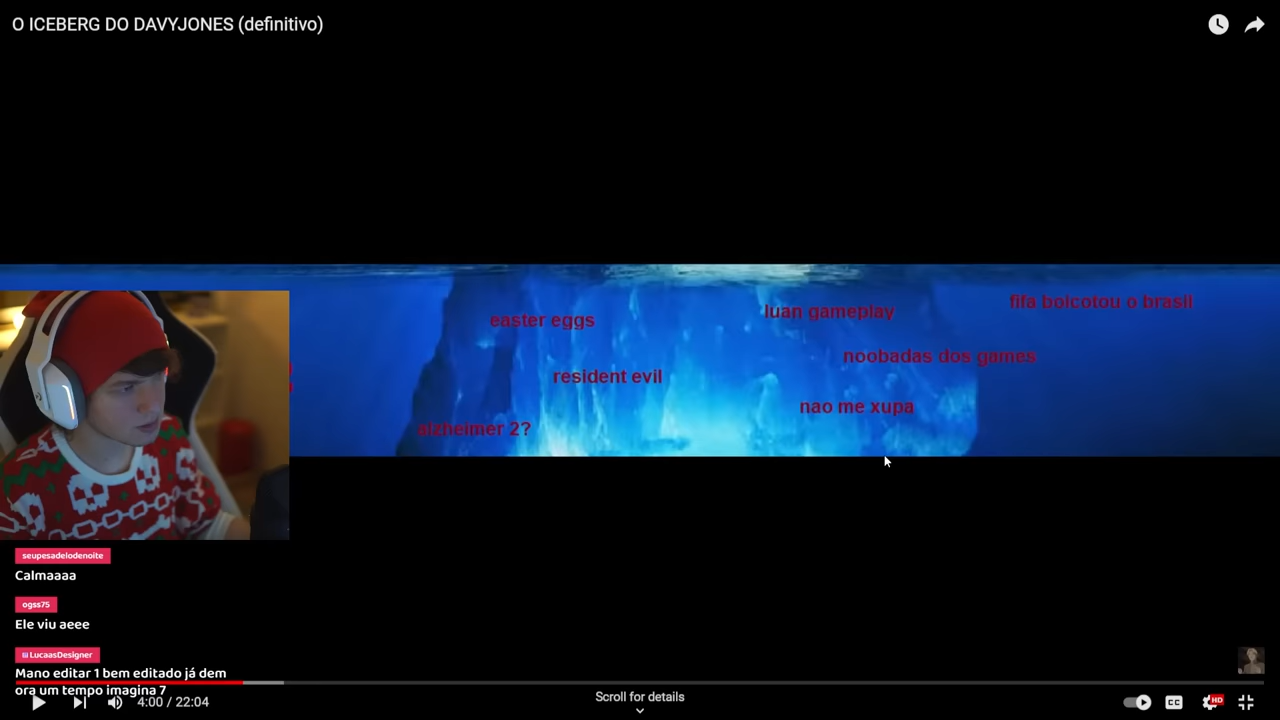 O ICEBERG DO DAVYJONES (definitivo)
fifa boicotou o brasil
luan gameplay
easter eggs
noobadas dos games
resident evil
nao me xupa
alzheimer 2?
seupesadelodenoite
Calmaaaa
ogss75
Ele viu aeee
LucaasDesigner
Mano editar 1 bem editado já dem
ora um tempo imagina 7
4:00 / 22:04
Scroll for details
CC
HD